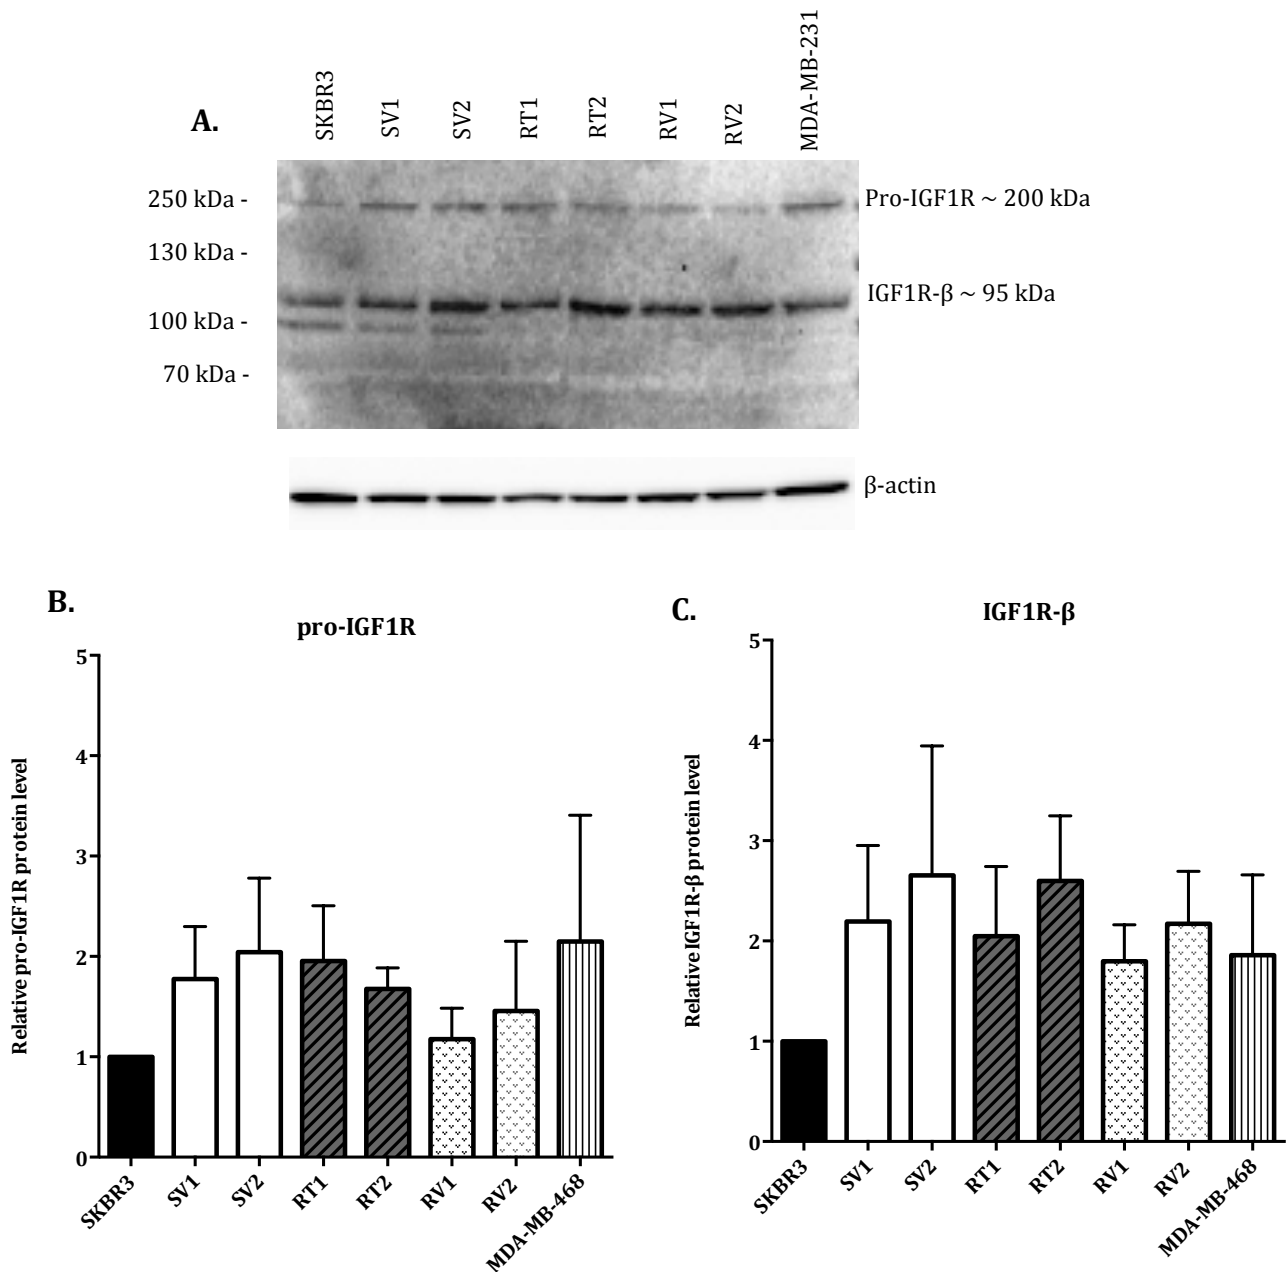 A.
SKBR3
SV1
SV2
RT1
RT2
RV1
RV2
MDA-MB-231
250 kDa -
130 kDa -
100 kDa -
70 kDa -
Pro-IGF1R ~ 200 kDa
IGF1R-β ~ 95 kDa
β-actin
B.
pro-IGF1R
Relative pro-IGF1R protein level
5
4
3
2
1
0
SKBR3
SV1
SV2
RT1
RT2
RV1
RV2
MDA-MB-468
C.
IGF1R-β
Relative IGF1R-β protein level
5
4
3
2
1
0
SKBR3
SV1
SV2
RT1
RT2
RV1
RV2
MDA-MB-468